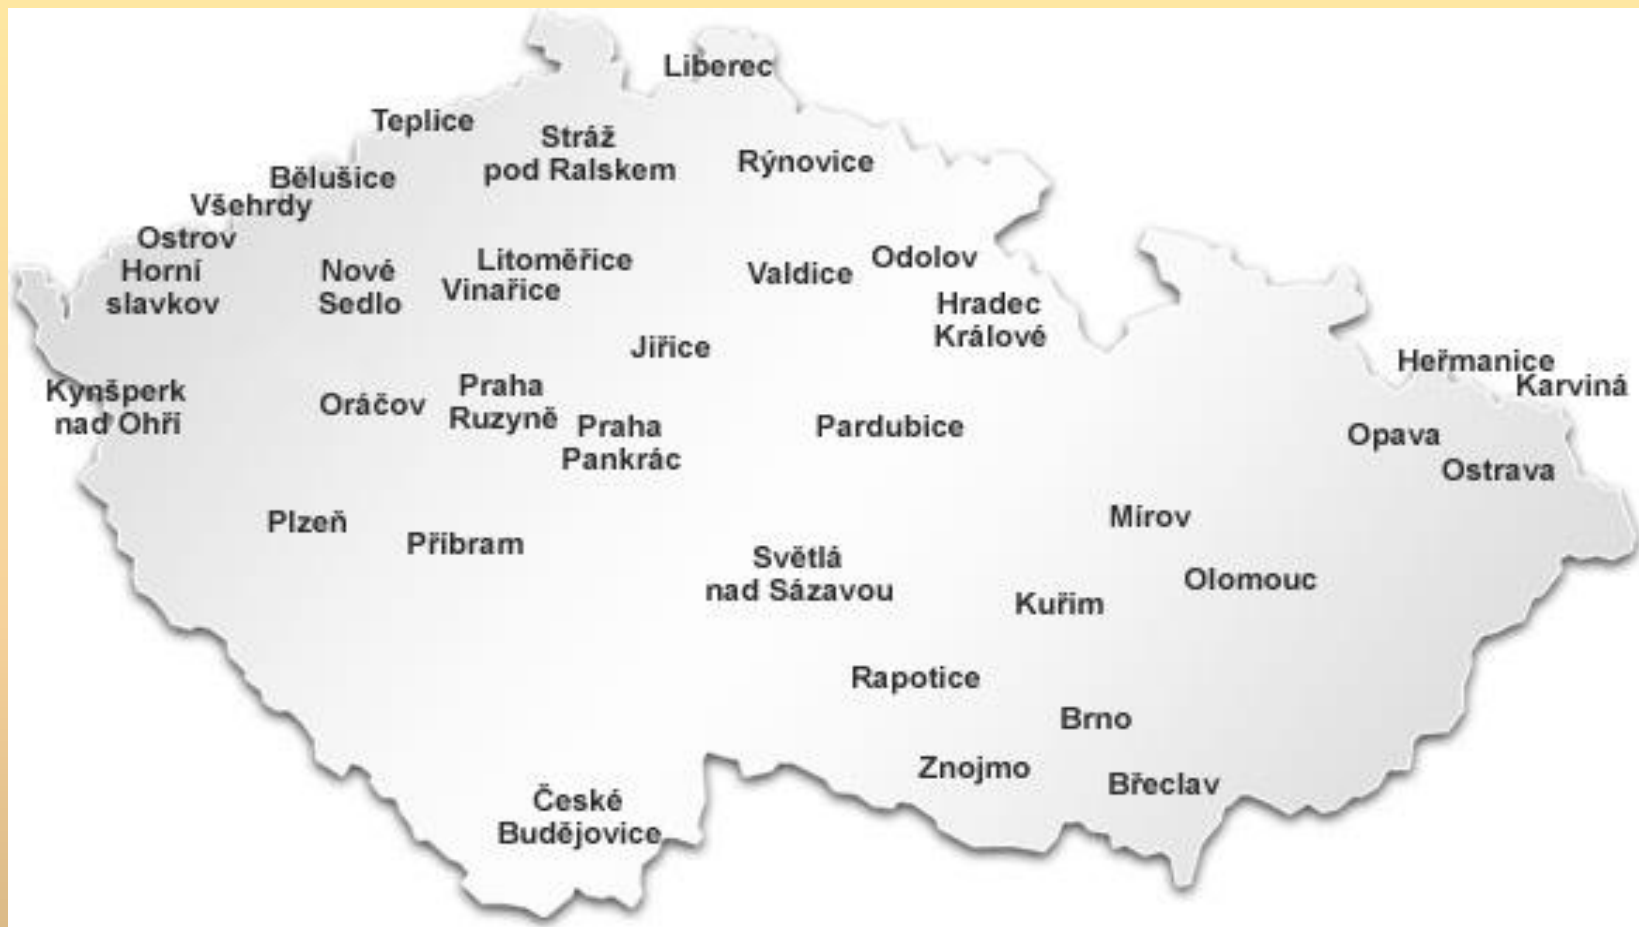 Liberec
Teplice
Stráž
pod Ralskem
Rýnovice
Bělušice
Všehrdy
Ostrov
Horní
slavkov
Nové
Sedlo
Litoměřice
Vinařice
Valdice
Odolov
Hradec
Králové
Jiřice
Heřmanice
Karviná
Kynšperk
nad Ohří
Oráčov
Praha
Ruzyně
Praha
Pankrác
Pardubice
Opava
Ostrava
Plzeň
Příbram
Mírov
Světlá
nad Sázavou
Olomouc
Kuřim
Rapotice
Brno
Znojmo
Břeclav
České
Budějovice